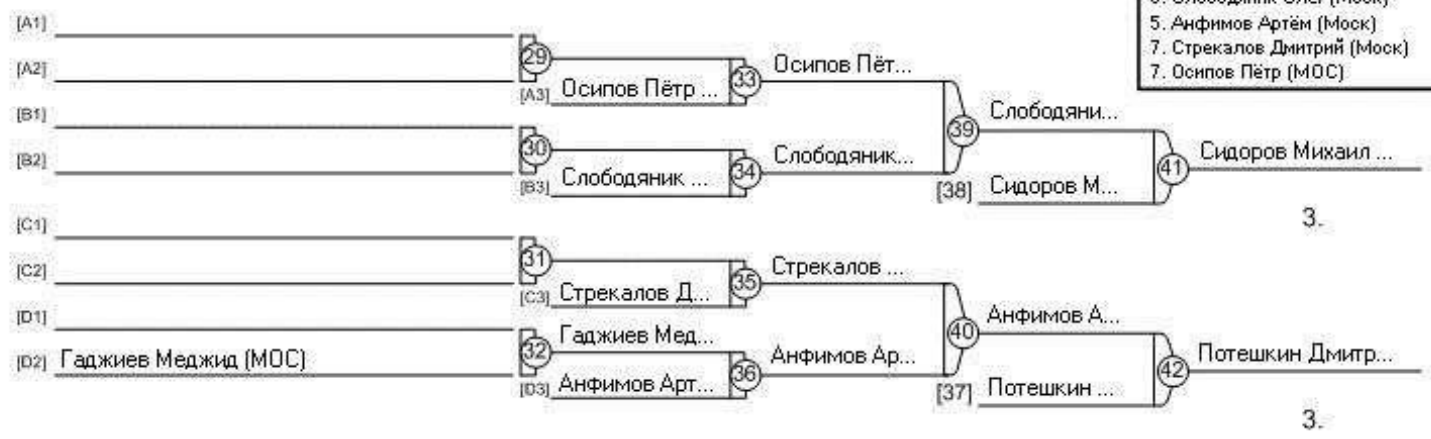 5. Анфимов Артём (Моск)
7. Стрекалов Дмитрий (Моск)
7. Осипов Пётр (МОС)
[A1]
[A2]
29
[A3] Осипов Пётр ...
33
Осипов Пёт...
[B1]
[B2]
30
[B3] Слободяник ...
34
Слободяник...
39
Слободяни...
[38] Сидоров М...
41
Сидоров Михаил ...
3.
[C1]
[C2]
31
[C3] Стрекалов Д...
35
Стрекалов ...
[D1]
[D2] Гаджиев Меджид (МОС)
32
Гаджиев Мед...
[D3] Анфимов Арт...
36
Анфимов Ар...
40
Анфимов А...
[37] Потешкин ...
42
Потешкин Дмитр...
3.